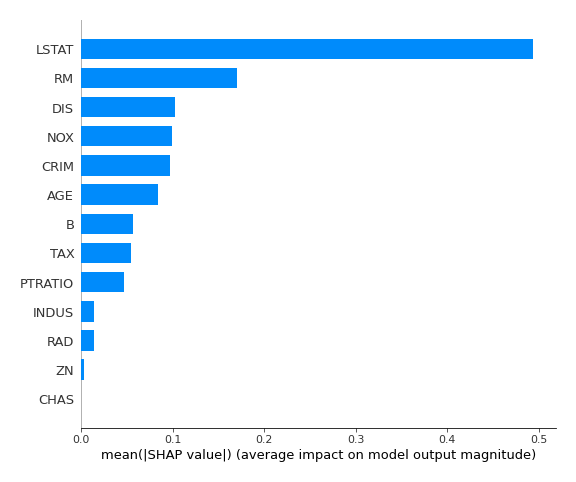 LSTAT
RM
DIS
NOX
CRIM
AGE
B
TAX
PTRATIO
INDUS
RAD
ZN
CHAS
0.0 0.1 0.2 0.3 0.4 0.5
mean(|SHAP value|) (average impact on model output magnitude)